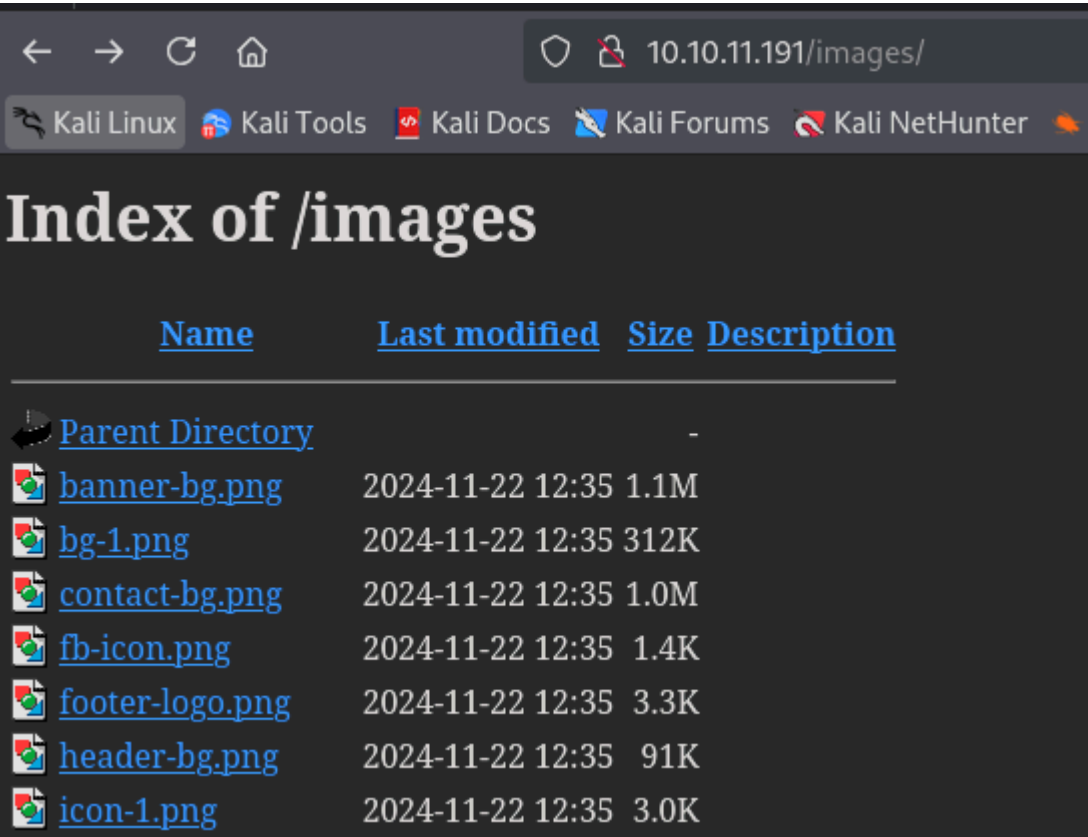 10.10.11.191/images/
Kali Linux Kali Tools Kali Docs Kali Forums Kali NetHunter
Index of /images
Name Last modified Size Description
Parent Directory -
banner-bg.png 2024-11-22 12:35 1.1M
bg-1.png 2024-11-22 12:35 312K
contact-bg.png 2024-11-22 12:35 1.0M
fb-icon.png 2024-11-22 12:35 1.4K
footer-logo.png 2024-11-22 12:35 3.3K
header-bg.png 2024-11-22 12:35 91K
icon-1.png 2024-11-22 12:35 3.0K